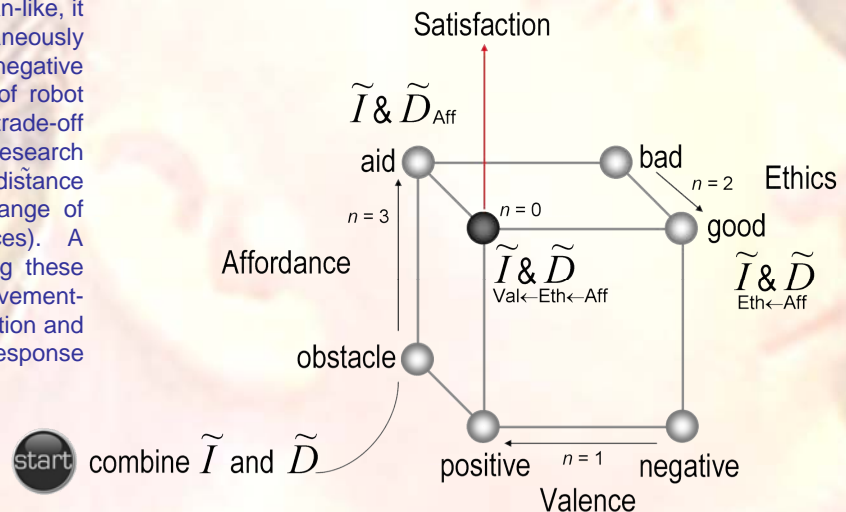 n-like, it
neously
negative
of robot
trade-off
esearch
distance
ange of
ces). A
g these
vement-
tion and
esponse
Satisfaction
Ĩ & D̃ Aff
aid
bad
n = 2
Ethics
n = 3
n = 0
good
Affordance
Ĩ & D̃
Val←Eth←Aff
Ĩ & D̃
Eth←Aff
obstacle
start
combine Ĩ and D̃
positive
n = 1
negative
Valence